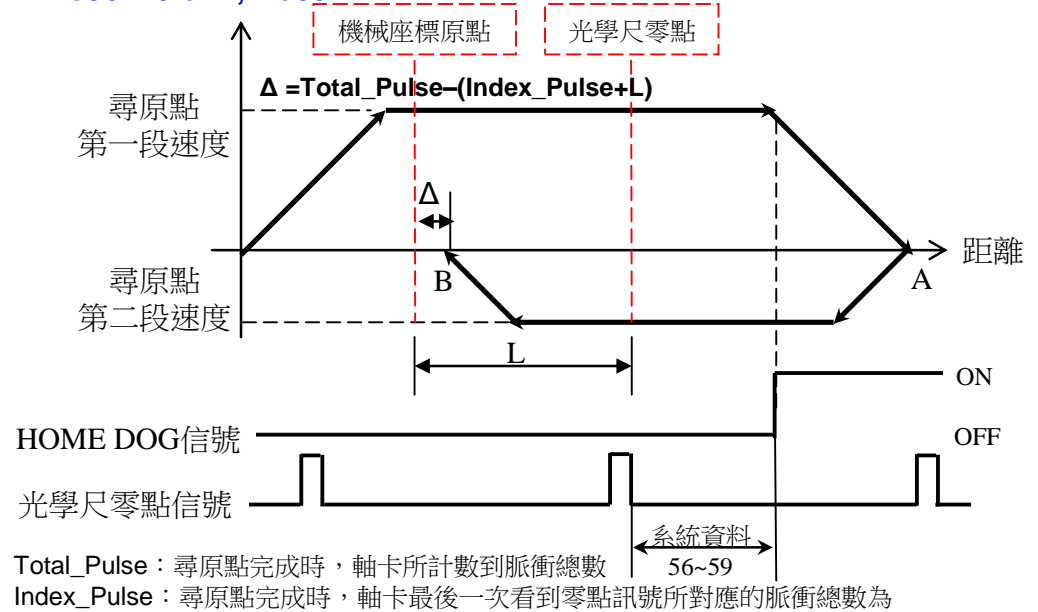 機械座標原點
光學尺零點
Δ =Total_Pulse–(Index_Pulse+L)
尋原點
第一段速度
Δ
距離
B
A
尋原點
第二段速度
L
ON
HOME DOG信號
OFF
光學尺零點信號
系統資料
56~59
Total_Pulse：尋原點完成時，軸卡所計數到脈衝總數
Index_Pulse：尋原點完成時，軸卡最後一次看到零點訊號所對應的脈衝總數為